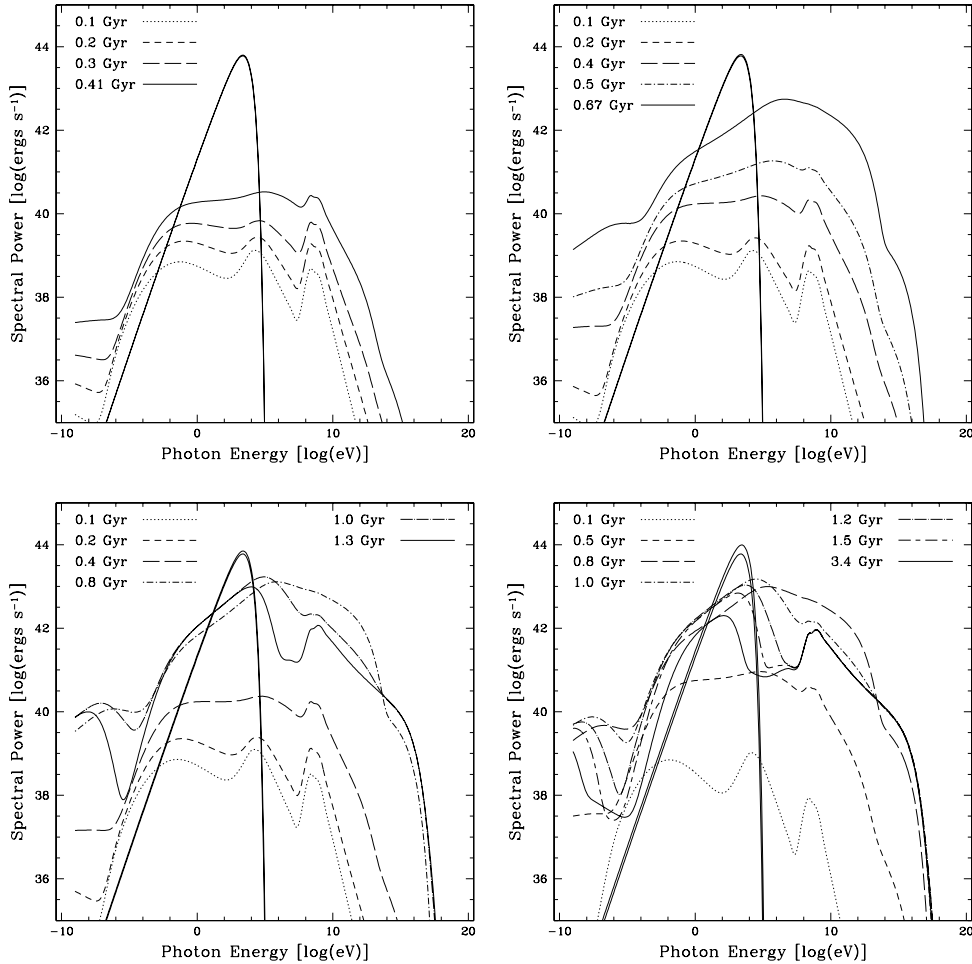 0.1 Gyr
0.2 Gyr
0.3 Gyr
0.41 Gyr
44
42
40
38
36
Spectral Power [log(ergs s⁻¹)]
−10 0 10 20
Photon Energy [log(eV)]
0.1 Gyr
0.2 Gyr
0.4 Gyr
0.5 Gyr
0.67 Gyr
44
42
40
38
36
Spectral Power [log(ergs s⁻¹)]
−10 0 10 20
Photon Energy [log(eV)]
0.1 Gyr 1.0 Gyr
0.2 Gyr 1.3 Gyr
0.4 Gyr
0.8 Gyr
44
42
40
38
36
Spectral Power [log(ergs s⁻¹)]
−10 0 10 20
Photon Energy [log(eV)]
0.1 Gyr 1.2 Gyr
0.5 Gyr 1.5 Gyr
0.8 Gyr 3.4 Gyr
1.0 Gyr
44
42
40
38
36
Spectral Power [log(ergs s⁻¹)]
−10 0 10 20
Photon Energy [log(eV)]